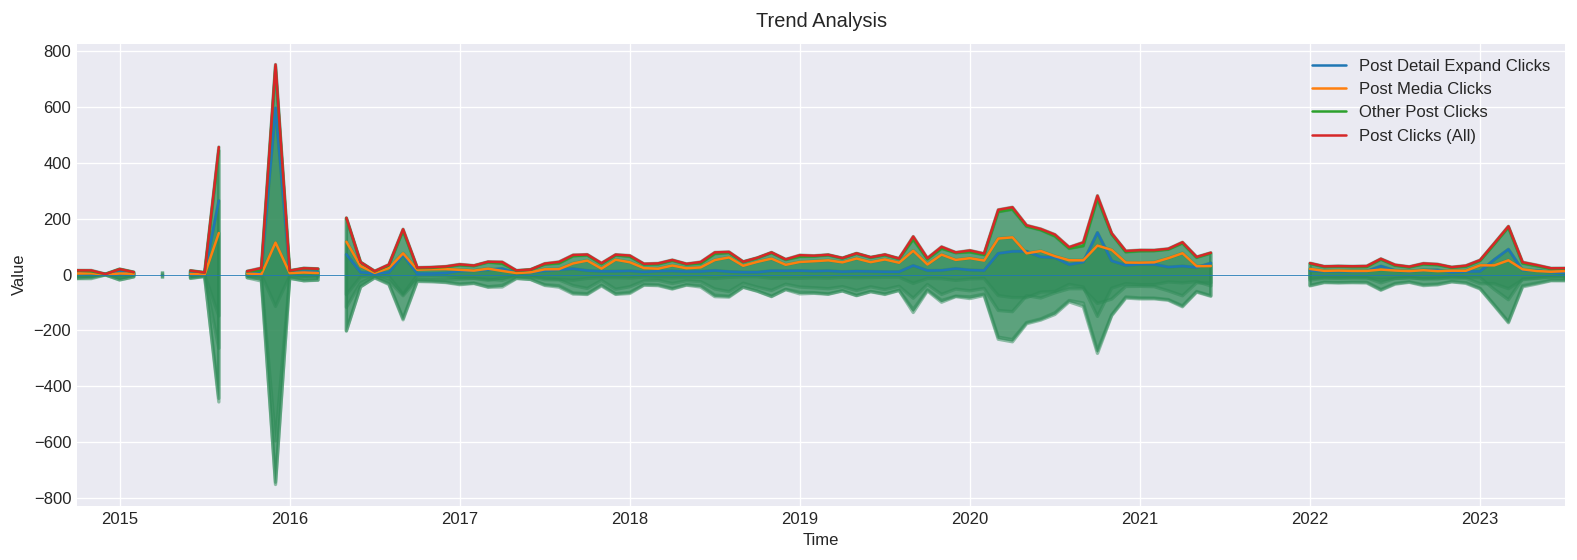 Trend Analysis
Value
800
600
400
200
0
−200
−400
−600
−800
Post Detail Expand Clicks
Post Media Clicks
Other Post Clicks
Post Clicks (All)
2015 2016 2017 2018 2019 2020 2021 2022 2023
Time